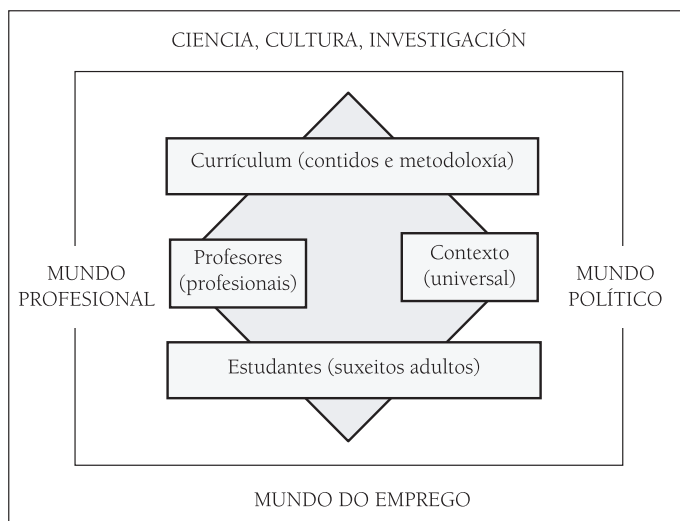 CIENCIA, CULTURA, INVESTIGACIÓN
Currículum (contidos e metodoloxía)
Profesores
(profesionais)
Contexto
(universal)
MUNDO
PROFESIONAL
MUNDO
POLÍTICO
Estudantes (suxeitos adultos)
MUNDO DO EMPREGO